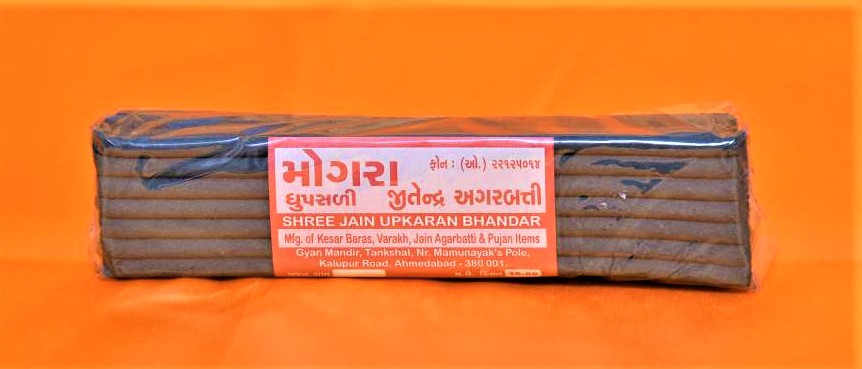 મોગરા ફોન : (ઓ.) ૨૨૧૨૫૦૧૪
ધુપસળી જીતેન્દ્ર અગરબત્તી
SHREE JAIN UPKARAN BHANDAR
Mfg. of Kesar Baras, Varakh, Jain Agarbatti & Pujan Items
Gyan Mandir, Tankshal, Nr. Mamunayak's Pole,
Kalupur Road, Ahmedabad - 380 001.